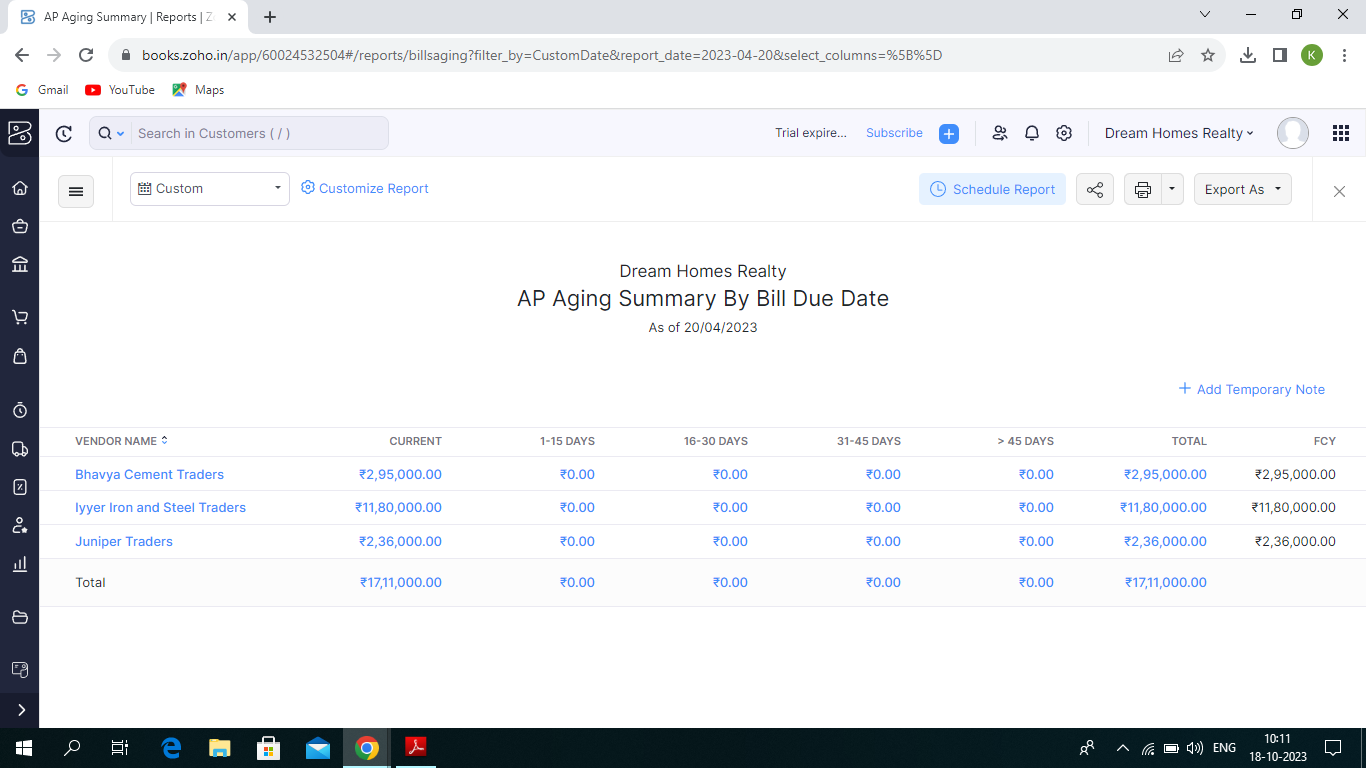 AP Aging Summary | Reports | Z
books.zoho.in/app/60024532504#/reports/billsaging?filter_by=CustomDate&report_date=2023-04-20&select_columns=%5B%5D
K
Gmail YouTube Maps
Search in Customers ( / ) Trial expire... Subscribe Dream Homes Realty
Custom Customize Report Schedule Report Export As
Dream Homes Realty
AP Aging Summary By Bill Due Date
As of 20/04/2023
Add Temporary Note
VENDOR NAME CURRENT 1-15 DAYS 16-30 DAYS 31-45 DAYS > 45 DAYS TOTAL FCY
Bhavya Cement Traders ₹2,95,000.00 ₹0.00 ₹0.00 ₹0.00 ₹0.00 ₹2,95,000.00 ₹2,95,000.00
Iyyer Iron and Steel Traders ₹11,80,000.00 ₹0.00 ₹0.00 ₹0.00 ₹0.00 ₹11,80,000.00 ₹11,80,000.00
Juniper Traders ₹2,36,000.00 ₹0.00 ₹0.00 ₹0.00 ₹0.00 ₹2,36,000.00 ₹2,36,000.00
Total ₹17,11,000.00 ₹0.00 ₹0.00 ₹0.00 ₹0.00 ₹17,11,000.00
ENG
10:11
18-10-2023